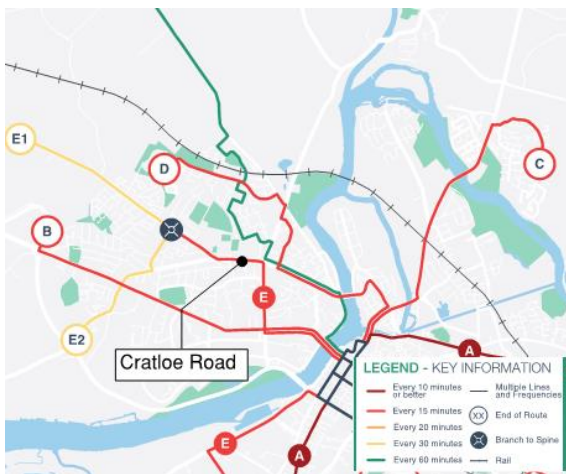 E1
D
C
B
E
E2
Cratloe Road
A
E
A
LEGEND - KEY INFORMATION
Every 10 minutes
or better
Every 15 minutes
Every 20 minutes
Every 30 minutes
Every 60 minutes
Multiple Lines
and Frequencies
XX
End of Route
Branch to Spine
Rail